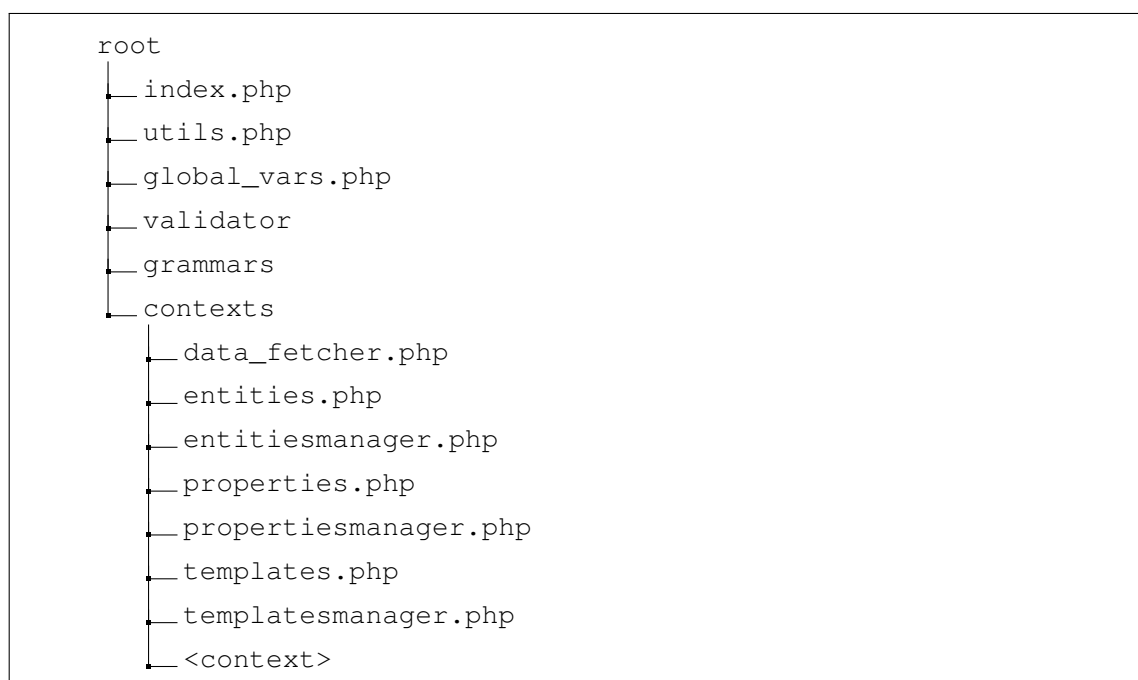 root
index.php
utils.php
global_vars.php
validator
grammars
contexts
data_fetcher.php
entities.php
entitiesmanager.php
properties.php
propertiesmanager.php
templates.php
templatesmanager.php
<context>